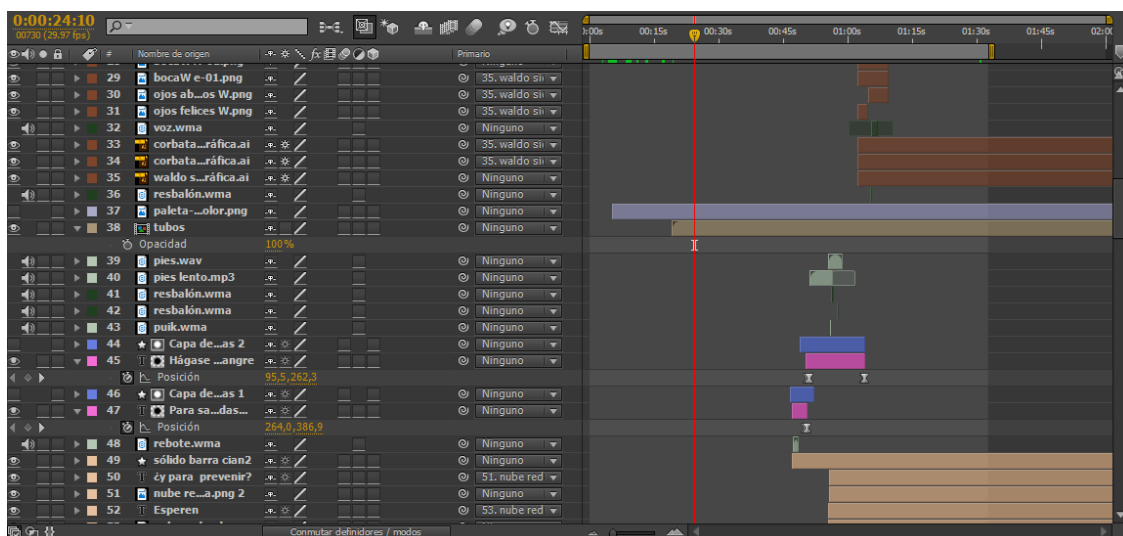 0:00:24:10
00730 (29.97 fps)
):00s 00:15s 00:30s 00:45s 01:00s 01:15s 01:30s 01:45s 02:00
# Nombre de origen fx Primario
29 bocaW e-01.png 35. waldo si
30 ojos ab...os W.png 35. waldo si
31 ojos felices W.png 35. waldo si
32 voz.wma Ninguno
33 corbata...ráfica.ai 35. waldo si
34 corbata...ráfica.ai 35. waldo si
35 waldo s...ráfica.ai Ninguno
36 resbalón.wma Ninguno
37 paleta-...olor.png Ninguno
38 tubos Ninguno
Opacidad 100%
39 pies.wav Ninguno
40 pies lento.mp3 Ninguno
41 resbalón.wma Ninguno
42 resbalón.wma Ninguno
43 puik.wma Ninguno
44 Capa de...as 2 Ninguno
45 T Hágase ...angre Ninguno
Posición 95,5,262,3
46 Capa de...as 1 Ninguno
47 T Para sa...das... Ninguno
Posición 264,0,386,9
48 rebote.wma Ninguno
49 sólido barra cian2 Ninguno
50 T ¿y para prevenir? 51. nube red
51 nube re...a.png 2 Ninguno
52 T Esperen 53. nube red
Conmutar definidores / modos